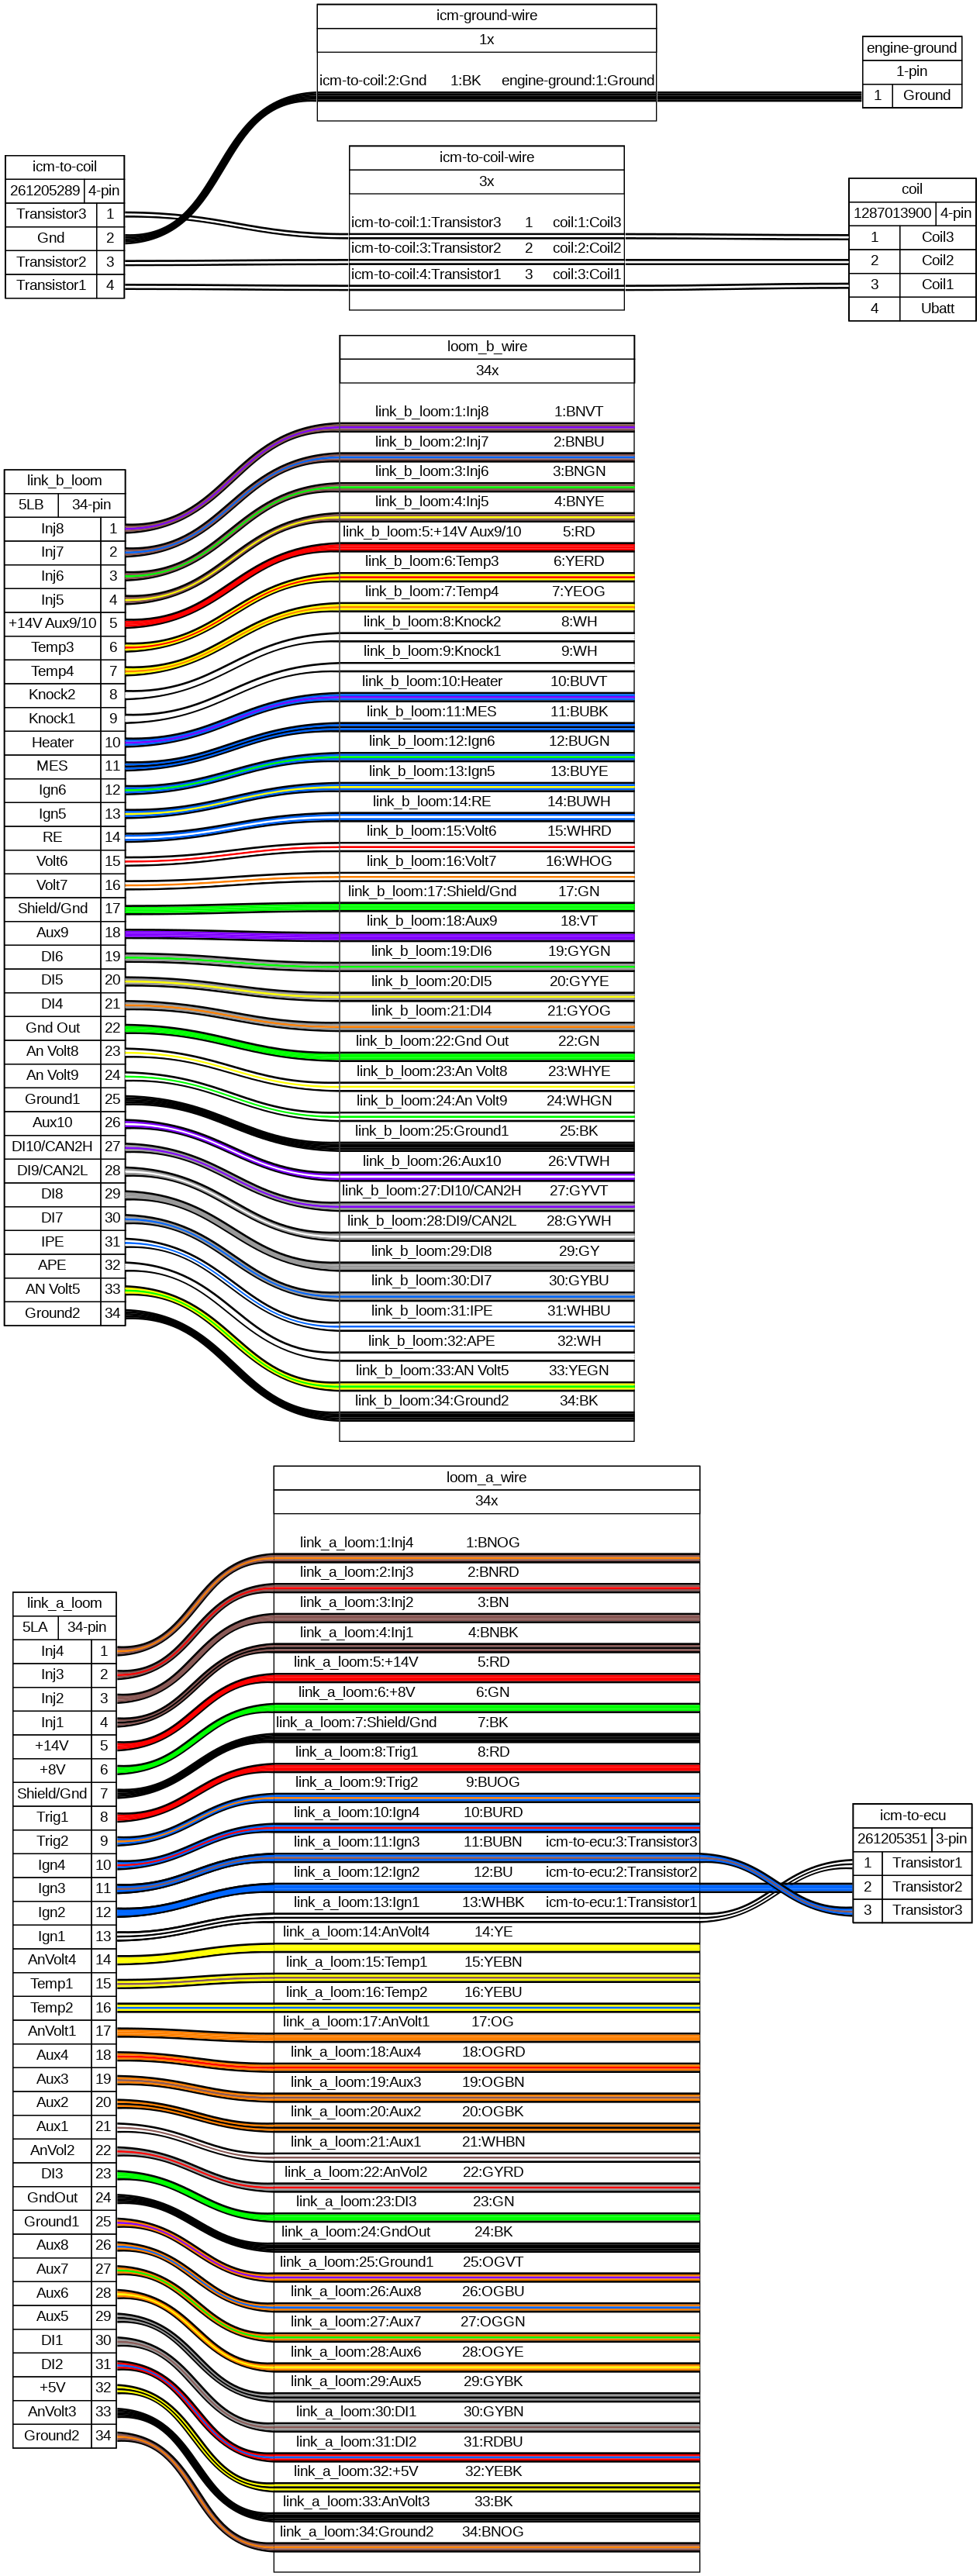 icm-ground-wire
1x
icm-to-coil:2:Gnd 1:BK engine-ground:1:Ground
engine-ground
1-pin
1 Ground
icm-to-coil
261205289 4-pin
Transistor3 1
Gnd 2
Transistor2 3
Transistor1 4
icm-to-coil-wire
3x
icm-to-coil:1:Transistor3 1 coil:1:Coil3
icm-to-coil:3:Transistor2 2 coil:2:Coil2
icm-to-coil:4:Transistor1 3 coil:3:Coil1
coil
1287013900 4-pin
1 Coil3
2 Coil2
3 Coil1
4 Ubatt
loom_b_wire
34x
link_b_loom:1:Inj8 1:BNVT
link_b_loom:2:Inj7 2:BNBU
link_b_loom:3:Inj6 3:BNGN
link_b_loom:4:Inj5 4:BNYE
link_b_loom:5:+14V Aux9/10 5:RD
link_b_loom:6:Temp3 6:YERD
link_b_loom:7:Temp4 7:YEOG
link_b_loom:8:Knock2 8:WH
link_b_loom:9:Knock1 9:WH
link_b_loom:10:Heater 10:BUVT
link_b_loom:11:MES 11:BUBK
link_b_loom:12:Ign6 12:BUGN
link_b_loom:13:Ign5 13:BUYE
link_b_loom:14:RE 14:BUWH
link_b_loom:15:Volt6 15:WHRD
link_b_loom:16:Volt7 16:WHOG
link_b_loom:17:Shield/Gnd 17:GN
link_b_loom:18:Aux9 18:VT
link_b_loom:19:DI6 19:GYGN
link_b_loom:20:DI5 20:GYYE
link_b_loom:21:DI4 21:GYOG
link_b_loom:22:Gnd Out 22:GN
link_b_loom:23:An Volt8 23:WHYE
link_b_loom:24:An Volt9 24:WHGN
link_b_loom:25:Ground1 25:BK
link_b_loom:26:Aux10 26:VTWH
link_b_loom:27:DI10/CAN2H 27:GYVT
link_b_loom:28:DI9/CAN2L 28:GYWH
link_b_loom:29:DI8 29:GY
link_b_loom:30:DI7 30:GYBU
link_b_loom:31:IPE 31:WHBU
link_b_loom:32:APE 32:WH
link_b_loom:33:AN Volt5 33:YEGN
link_b_loom:34:Ground2 34:BK
link_b_loom
5LB 34-pin
Inj8 1
Inj7 2
Inj6 3
Inj5 4
+14V Aux9/10 5
Temp3 6
Temp4 7
Knock2 8
Knock1 9
Heater 10
MES 11
Ign6 12
Ign5 13
RE 14
Volt6 15
Volt7 16
Shield/Gnd 17
Aux9 18
DI6 19
DI5 20
DI4 21
Gnd Out 22
An Volt8 23
An Volt9 24
Ground1 25
Aux10 26
DI10/CAN2H 27
DI9/CAN2L 28
DI8 29
DI7 30
IPE 31
APE 32
AN Volt5 33
Ground2 34
loom_a_wire
34x
link_a_loom:1:Inj4 1:BNOG
link_a_loom:2:Inj3 2:BNRD
link_a_loom:3:Inj2 3:BN
link_a_loom:4:Inj1 4:BNBK
link_a_loom:5:+14V 5:RD
link_a_loom:6:+8V 6:GN
link_a_loom:7:Shield/Gnd 7:BK
link_a_loom:8:Trig1 8:RD
link_a_loom:9:Trig2 9:BUOG
link_a_loom:10:Ign4 10:BURD
link_a_loom:11:Ign3 11:BUBN icm-to-ecu:3:Transistor3
link_a_loom:12:Ign2 12:BU icm-to-ecu:2:Transistor2
link_a_loom:13:Ign1 13:WHBK icm-to-ecu:1:Transistor1
link_a_loom:14:AnVolt4 14:YE
link_a_loom:15:Temp1 15:YEBN
link_a_loom:16:Temp2 16:YEBU
link_a_loom:17:AnVolt1 17:OG
link_a_loom:18:Aux4 18:OGRD
link_a_loom:19:Aux3 19:OGBN
link_a_loom:20:Aux2 20:OGBK
link_a_loom:21:Aux1 21:WHBN
link_a_loom:22:AnVol2 22:GYRD
link_a_loom:23:DI3 23:GN
link_a_loom:24:GndOut 24:BK
link_a_loom:25:Ground1 25:OGVT
link_a_loom:26:Aux8 26:OGBU
link_a_loom:27:Aux7 27:OGGN
link_a_loom:28:Aux6 28:OGYE
link_a_loom:29:Aux5 29:GYBK
link_a_loom:30:DI1 30:GYBN
link_a_loom:31:DI2 31:RDBU
link_a_loom:32:+5V 32:YEBK
link_a_loom:33:AnVolt3 33:BK
link_a_loom:34:Ground2 34:BNOG
link_a_loom
5LA 34-pin
Inj4 1
Inj3 2
Inj2 3
Inj1 4
+14V 5
+8V 6
Shield/Gnd 7
Trig1 8
Trig2 9
Ign4 10
Ign3 11
Ign2 12
Ign1 13
AnVolt4 14
Temp1 15
Temp2 16
AnVolt1 17
Aux4 18
Aux3 19
Aux2 20
Aux1 21
AnVol2 22
DI3 23
GndOut 24
Ground1 25
Aux8 26
Aux7 27
Aux6 28
Aux5 29
DI1 30
DI2 31
+5V 32
AnVolt3 33
Ground2 34
icm-to-ecu
261205351 3-pin
1 Transistor1
2 Transistor2
3 Transistor3